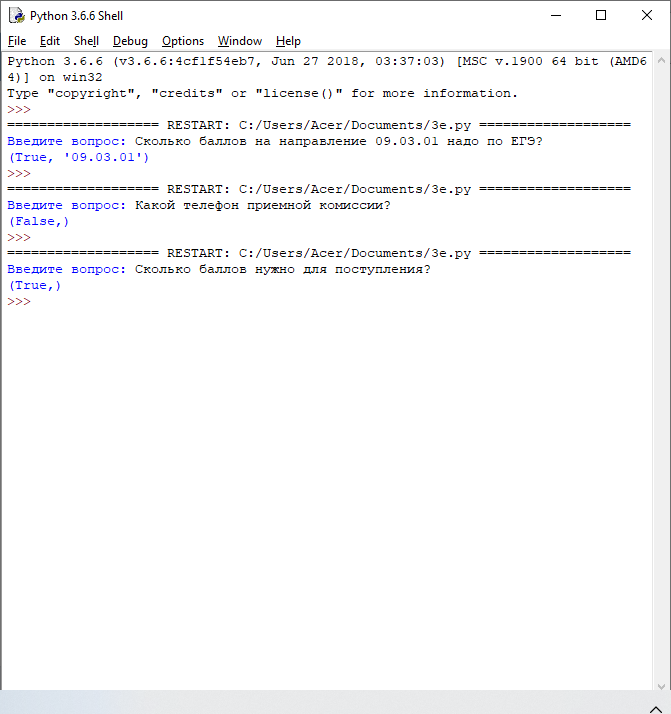 Python 3.6.6 Shell
File Edit Shell Debug Options Window Help
Python 3.6.6 (v3.6.6:4cf1f54eb7, Jun 27 2018, 03:37:03) [MSC v.1900 64 bit (AMD6
4)] on win32
Type "copyright", "credits" or "license()" for more information.
>>>
=================== RESTART: C:/Users/Acer/Documents/3e.py ===================
Введите вопрос: Сколько баллов на направление 09.03.01 надо по ЕГЭ?
(True, '09.03.01')
>>>
=================== RESTART: C:/Users/Acer/Documents/3e.py ===================
Введите вопрос: Какой телефон приемной комиссии?
(False,)
>>>
=================== RESTART: C:/Users/Acer/Documents/3e.py ===================
Введите вопрос: Сколько баллов нужно для поступления?
(True,)
>>>